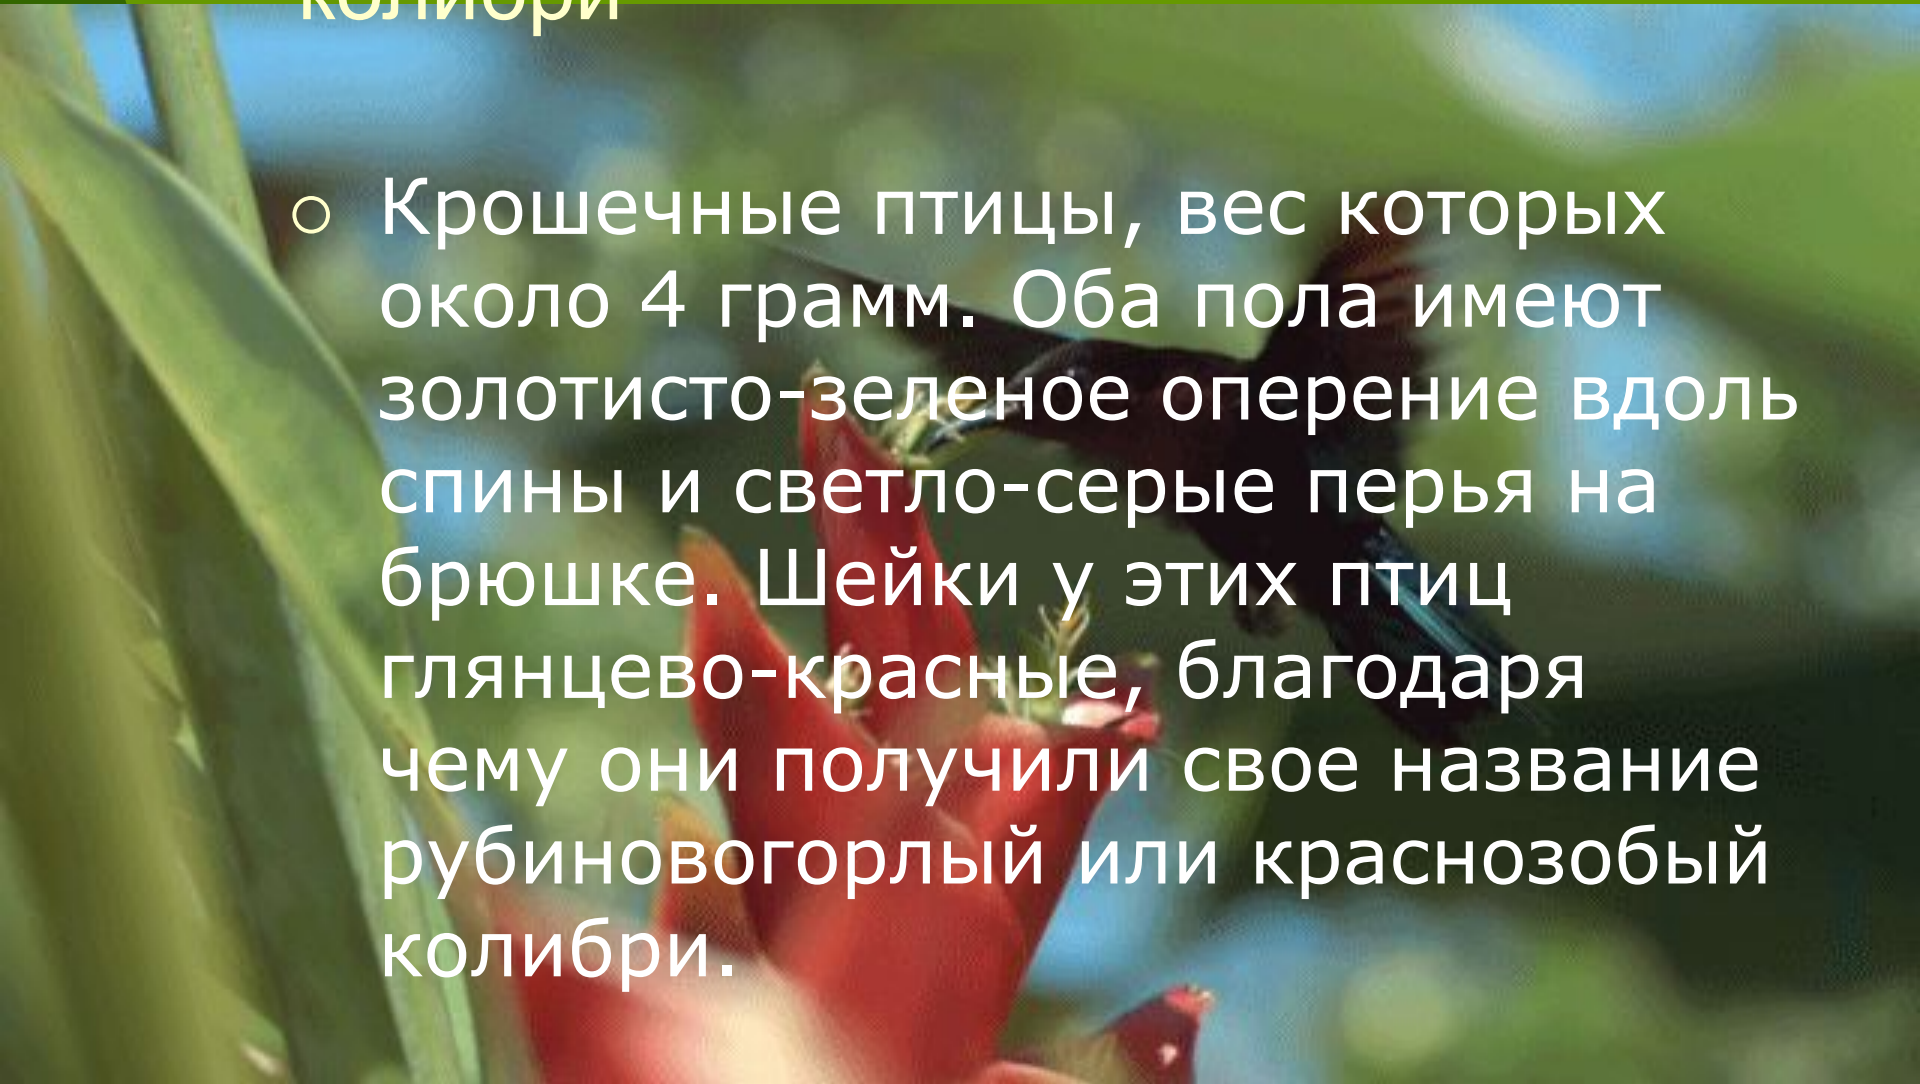 колибри
Крошечные птицы, вес которых
около 4 грамм. Оба пола имеют
золотисто-зеленое оперение вдоль
спины и светло-серые перья на
брюшке. Шейки у этих птиц
глянцево-красные, благодаря
чему они получили свое название
рубиновогорлый или краснозобый
колибри.